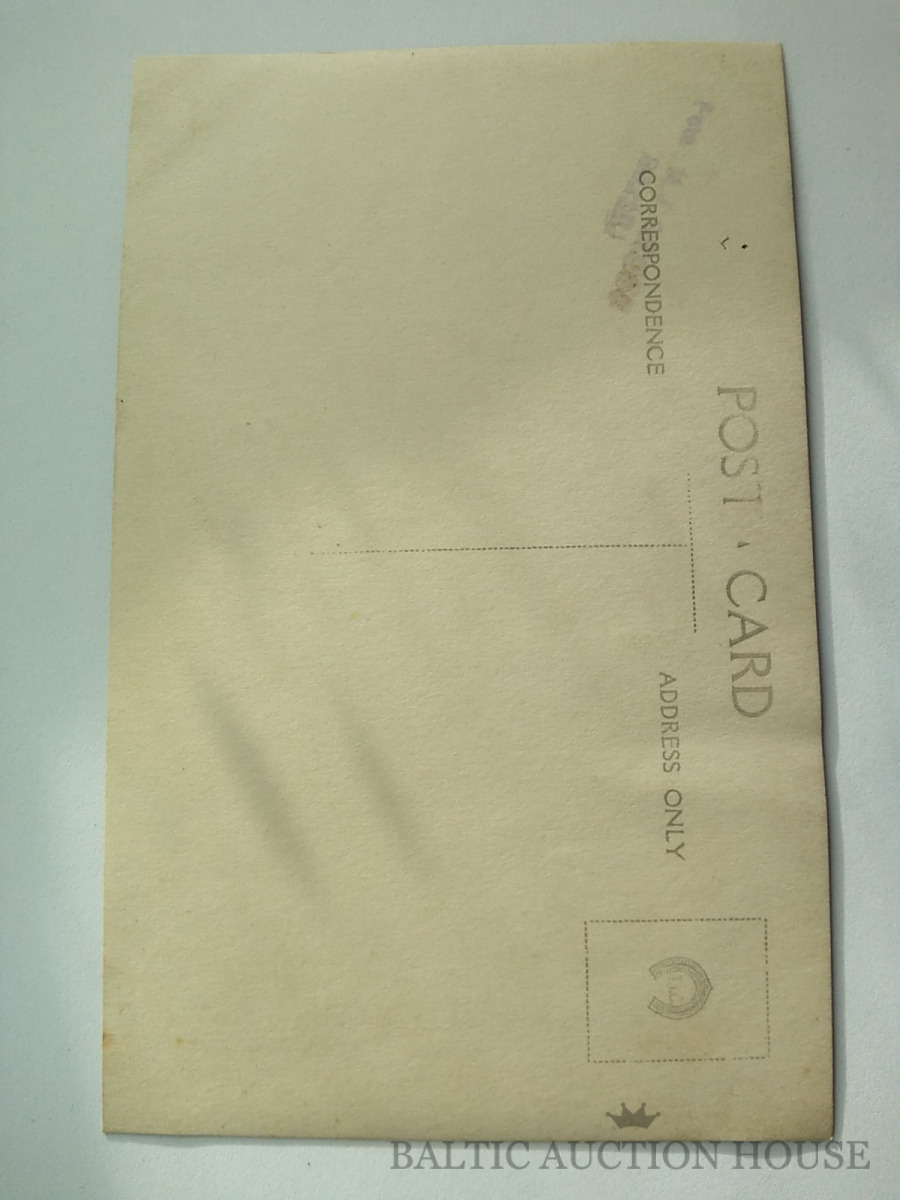 POST CARD
CORRESPONDENCE
ADDRESS ONLY
BALTIC AUCTION HOUSE